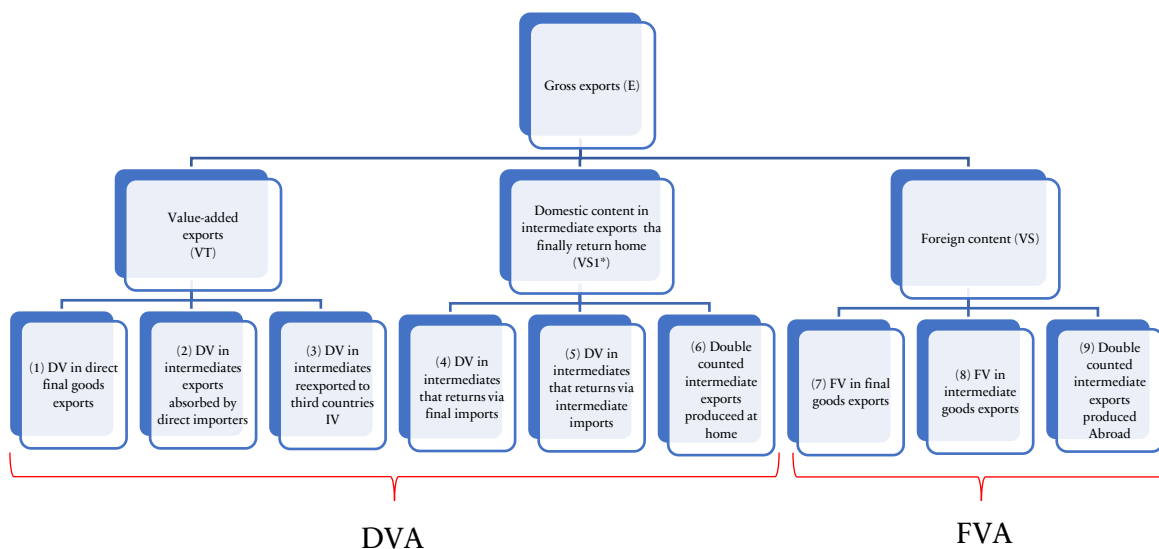 Gross exports (E)
Value-added
exports
(VT)
Domestic content in
intermediate exports tha
finally return home
(VS1*)
Foreign content (VS)
(1) DV in direct
final goods
exports
(2) DV in
intermediates
exports
absorbed by
direct importers
(3) DV in
intermediates
reexported to
third countries
IV
(4) DV in
intermediates
that returns via
final imports
(5) DV in
intermediates
that returns via
intermediate
imports
(6) Double
counted
intermediate
exports
produceed at
home
(7) FV in final
goods exports
(8) FV in
intermediate
goods exports
(9) Double
counted
intermediate
exports
produced
Abroad
DVA
FVA